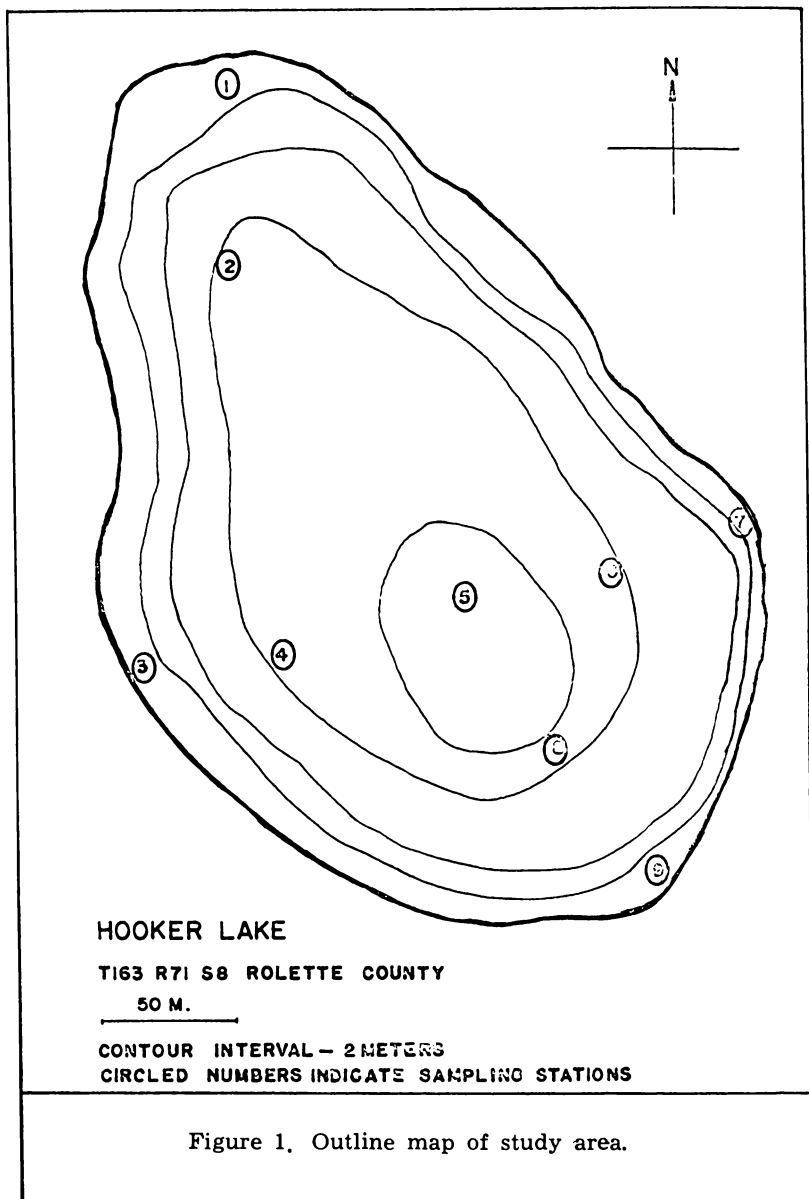 N
1
2
7
5
4
3
HOOKER LAKE
T163 R71 S8 ROLETTE COUNTY
50 M.
CONTOUR INTERVAL — 2 METERS
CIRCLED NUMBERS INDICATE SAMPLING STATIONS
Figure 1. Outline map of study area.